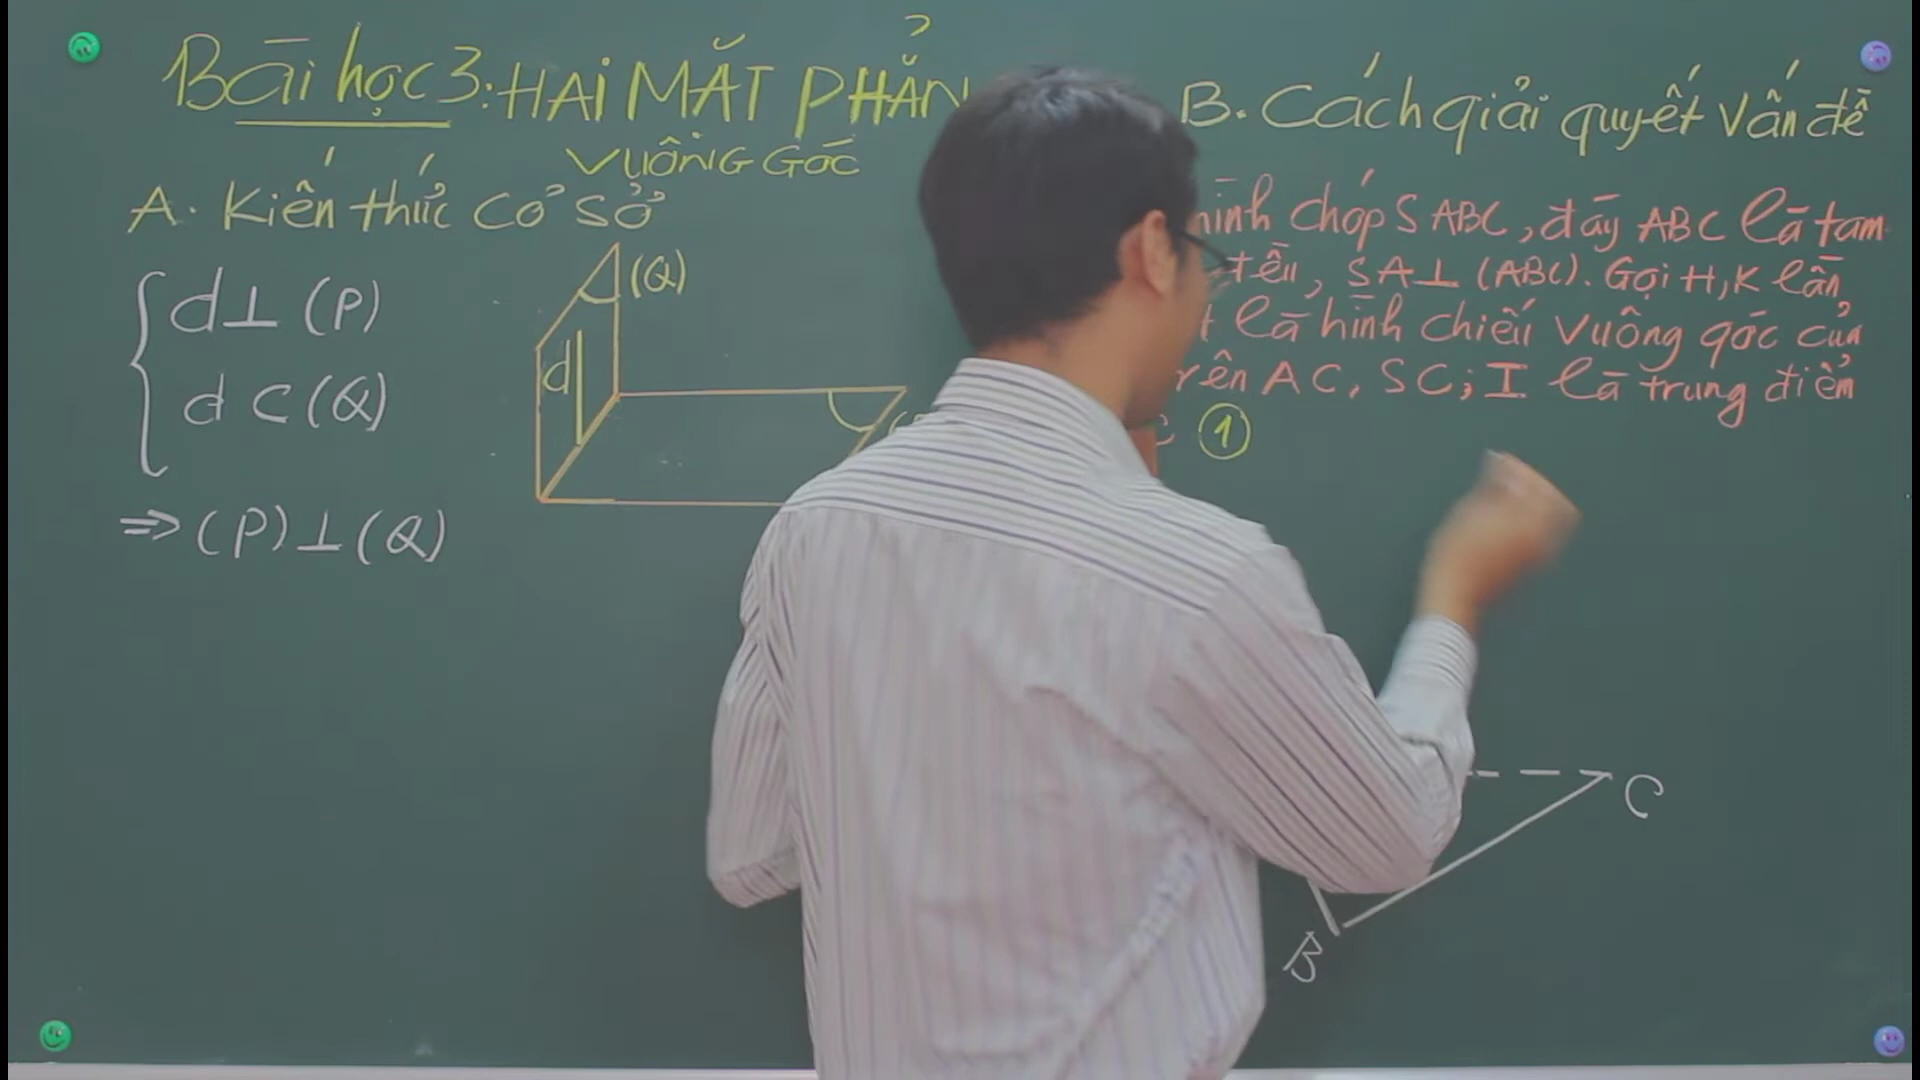 Bài học 3: HAI MẶT PHẲN
VUÔNG GÓC
A. Kiến thức cơ sở
d⊥(P)
d⊂(Q)
⇒(P)⊥(Q)
(Q)
d
B. Cách giải quyết vấn đề
hình chóp SABC, đáy ABC là tam
đều, SA⊥(ABC). Gọi H, K lần
là hình chiếu vuông góc của
trên AC, SC; I là trung điểm
①
C
B